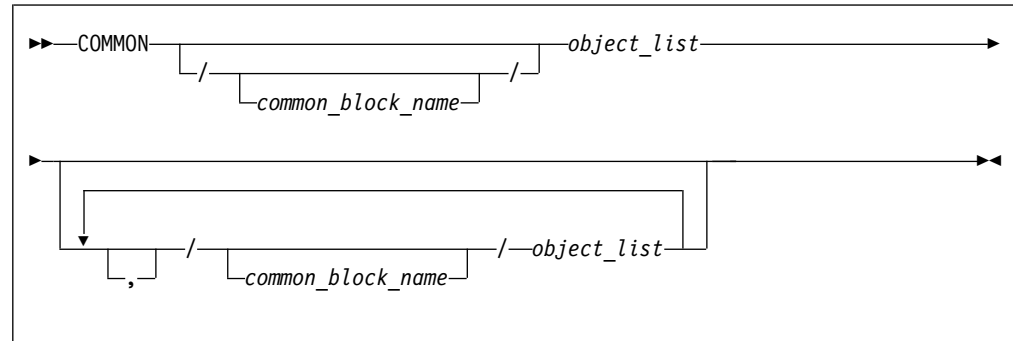 COMMON object_list
/ /
common_block_name
/ / object_list
, common_block_name